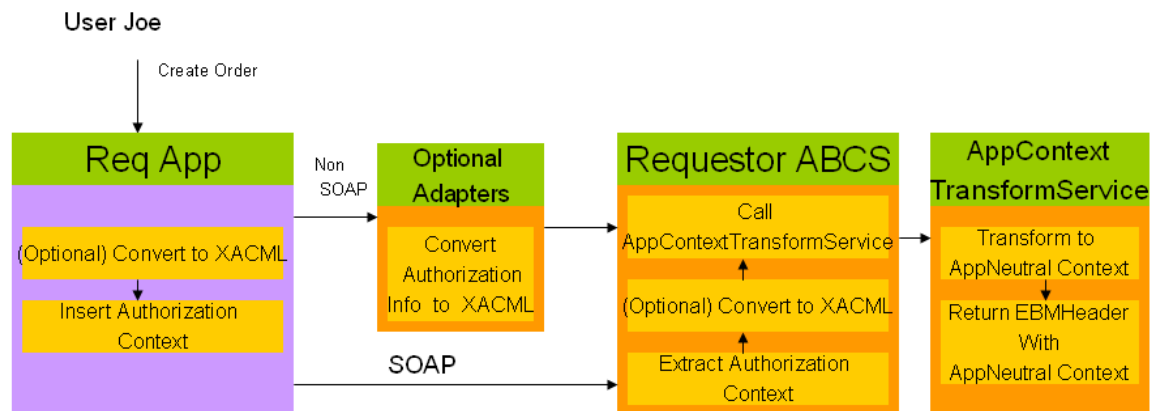 User Joe
Create Order
Req App
(Optional) Convert to XACML
Insert Authorization
Context
Non
SOAP
SOAP
Optional
Adapters
Convert
Authorization
Info to XACML
Requestor ABCS
Call
AppContextTransformService
(Optional) Convert to XACML
Extract Authorization
Context
AppContext
TransformService
Transform to
AppNeutral Context
Return EBMHeader
With
AppNeutral Context